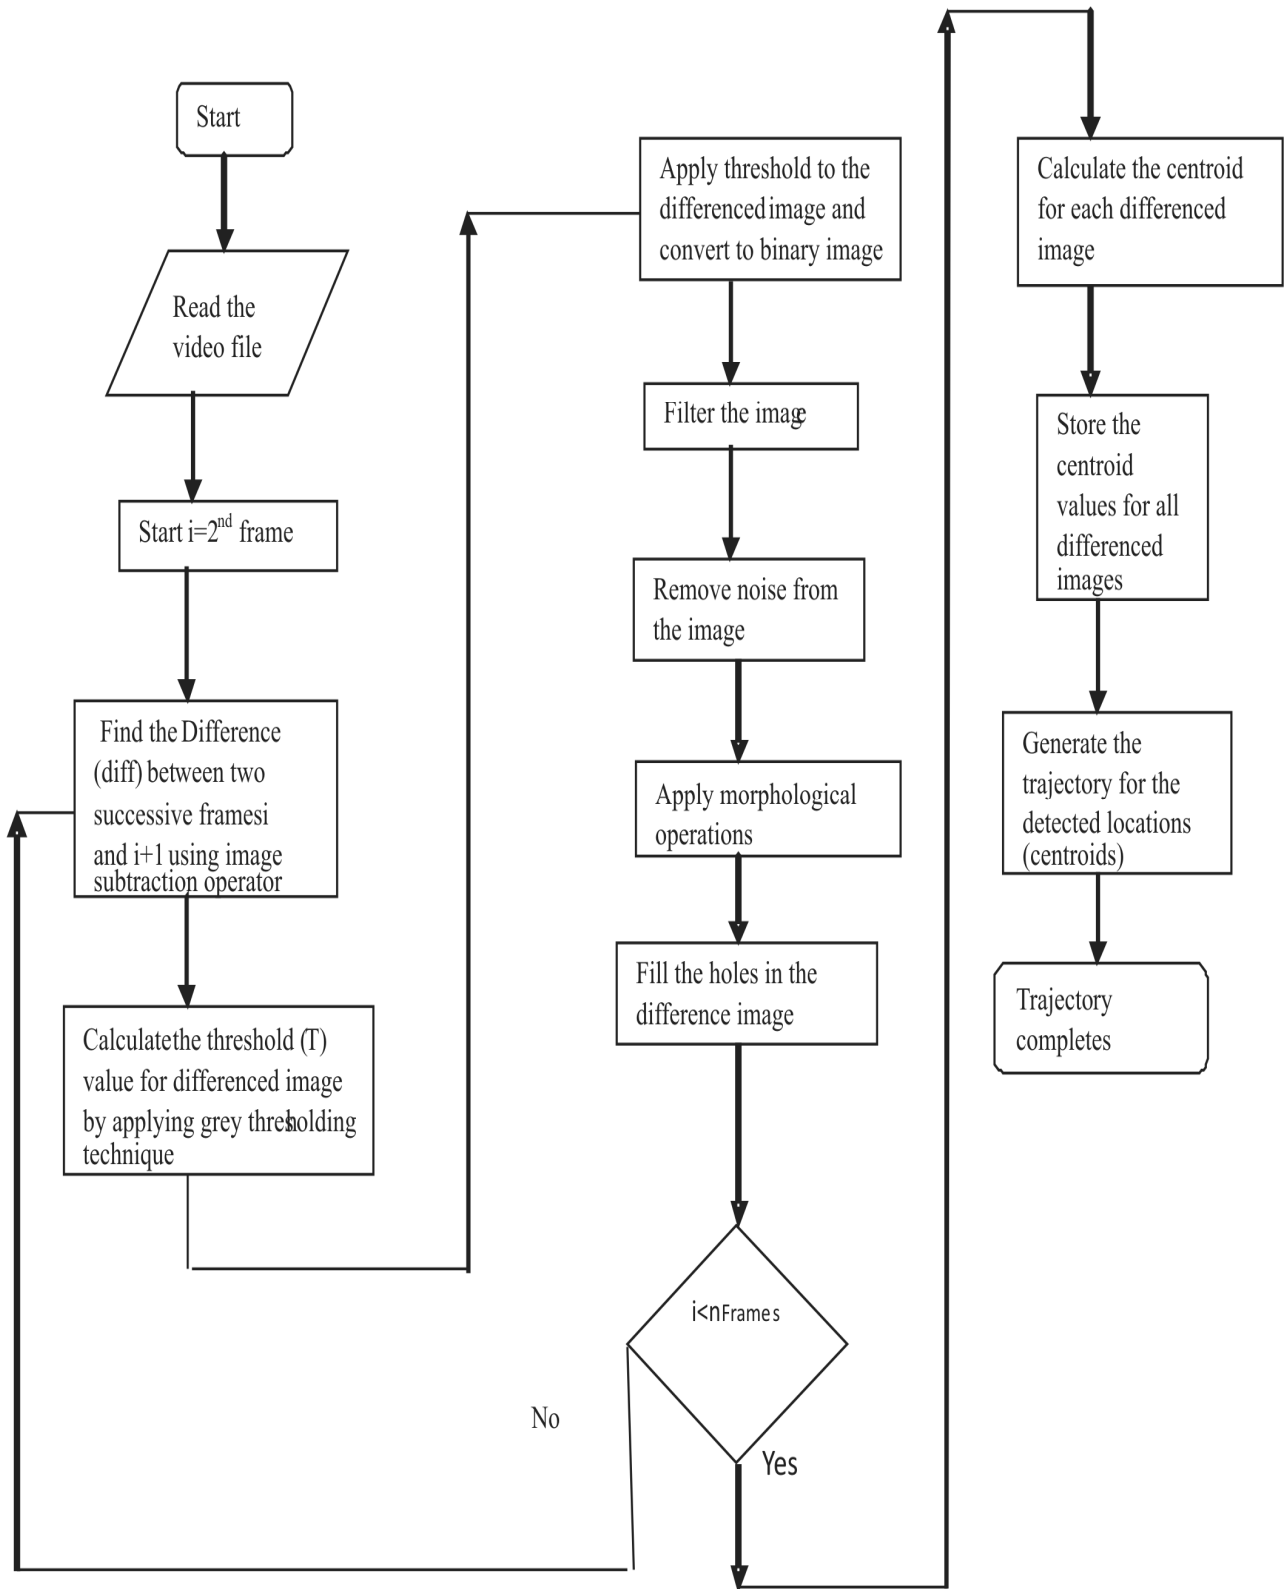 Start
Read the
video file
Start i=2nd frame
Find the Difference
(diff) between two
successive framesi
and i+1 using image
subtraction operator
Calculatethe threshold (T)
value for differenced image
by applying grey thresholding
technique
Apply threshold to the
differenced image and
convert to binary image
Filter the image
Remove noise from
the image
Apply morphological
operations
Fill the holes in the
difference image
i<nFrames
No
Yes
Calculate the centroid
for each differenced
image
Store the
centroid
values for all
differenced
images
Generate the
trajectory for the
detected locations
(centroids)
Trajectory
completes